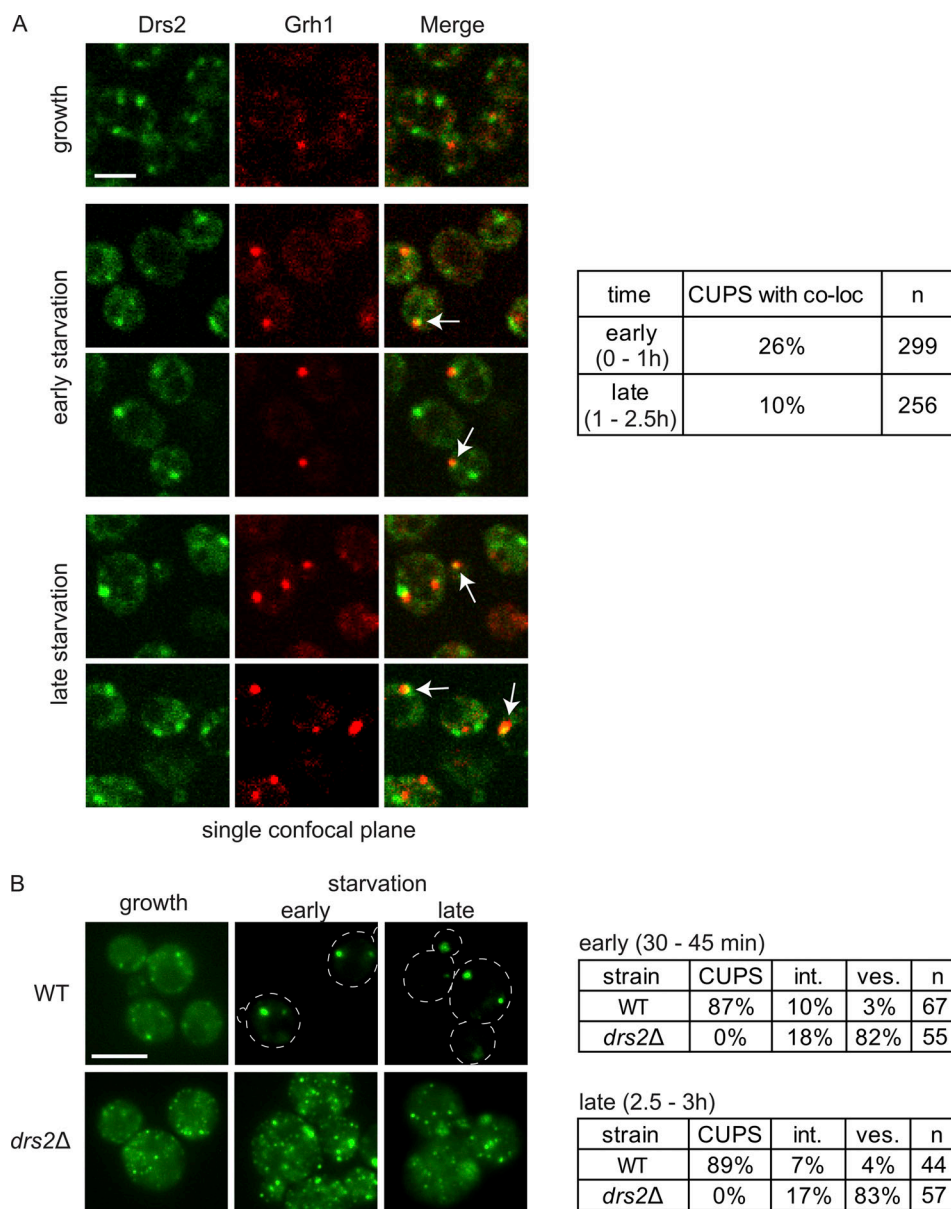 A
Drs2 Grh1 Merge
growth
early starvation
late starvation
single confocal plane
time CUPS with co-loc n
early
(0 - 1h) 26% 299
late
(1 - 2.5h) 10% 256
B
starvation
growth early late
WT
drs2Δ
early (30 - 45 min)
strain CUPS int. ves. n
WT 87% 10% 3% 67
drs2Δ 0% 18% 82% 55
late (2.5 - 3h)
strain CUPS int. ves. n
WT 89% 7% 4% 44
drs2Δ 0% 17% 83% 57